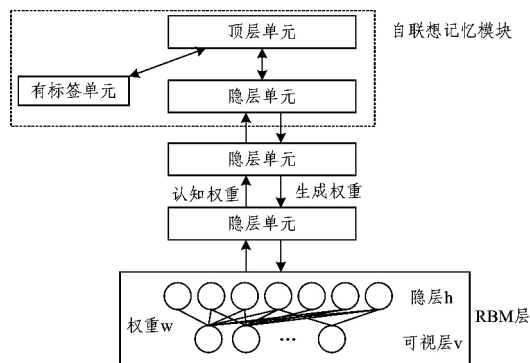 顶层单元
自联想记忆模块
有标签单元
隐层单元
隐层单元
认知权重
生成权重
隐层单元
隐层h
权重w
RBM层
...
可视层v